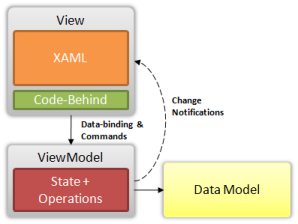 View
XAML
Code-Behind
Data-binding &
Commands
Change
Notifications
ViewModel
State +
Operations
Data Model